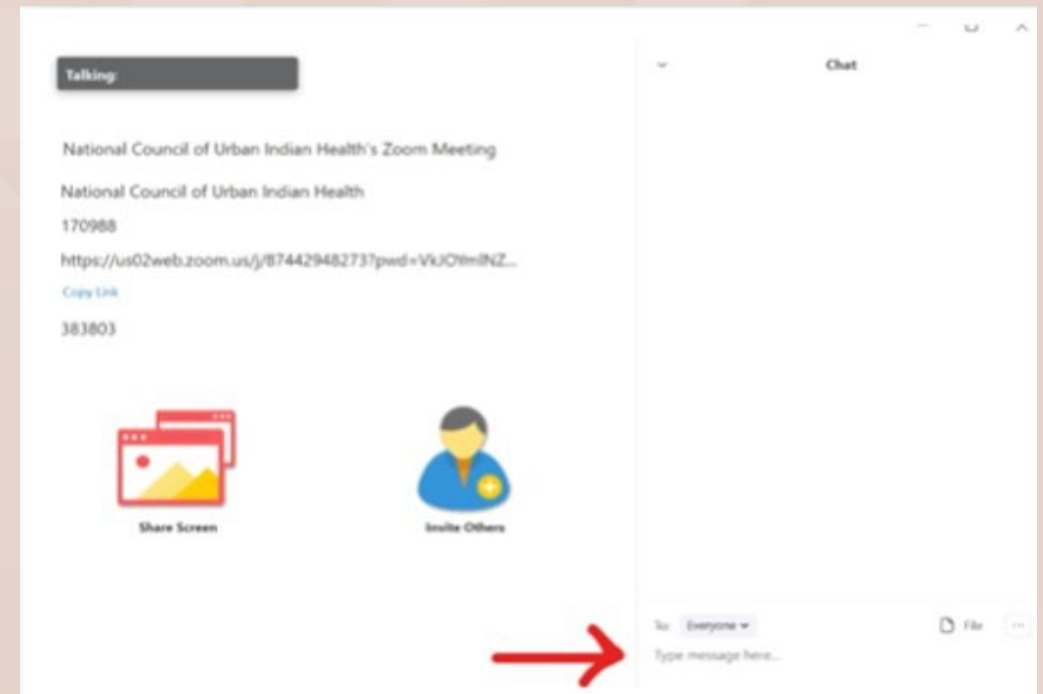 Talking:
National Council of Urban Indian Health's Zoom Meeting
National Council of Urban Indian Health
170988
https://us02web.zoom.us/j/87442948273?pwd=VkJOYmlNZ...
Copy Link
383803
Share Screen
Invite Others
Chat
To: Everyone
File
Type message here...